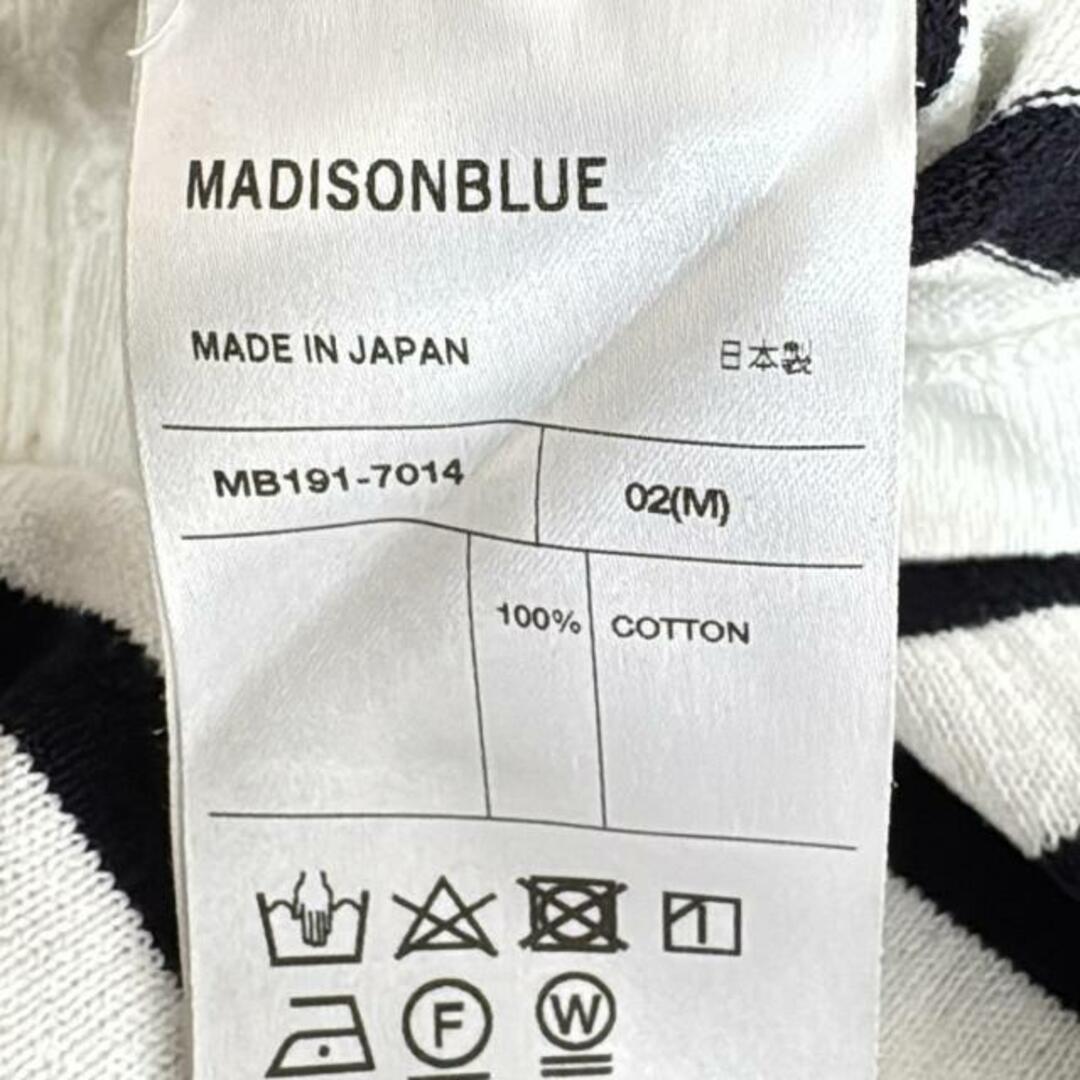 MADISONBLUE
MADE IN JAPAN 日本製
MB191-7014 02(M)
100% COTTON
F W